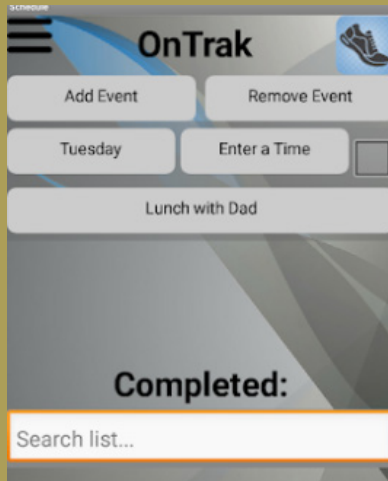 Schedule
OnTrak
Add Event Remove Event
Tuesday Enter a Time
Lunch with Dad
Completed:
Search list...